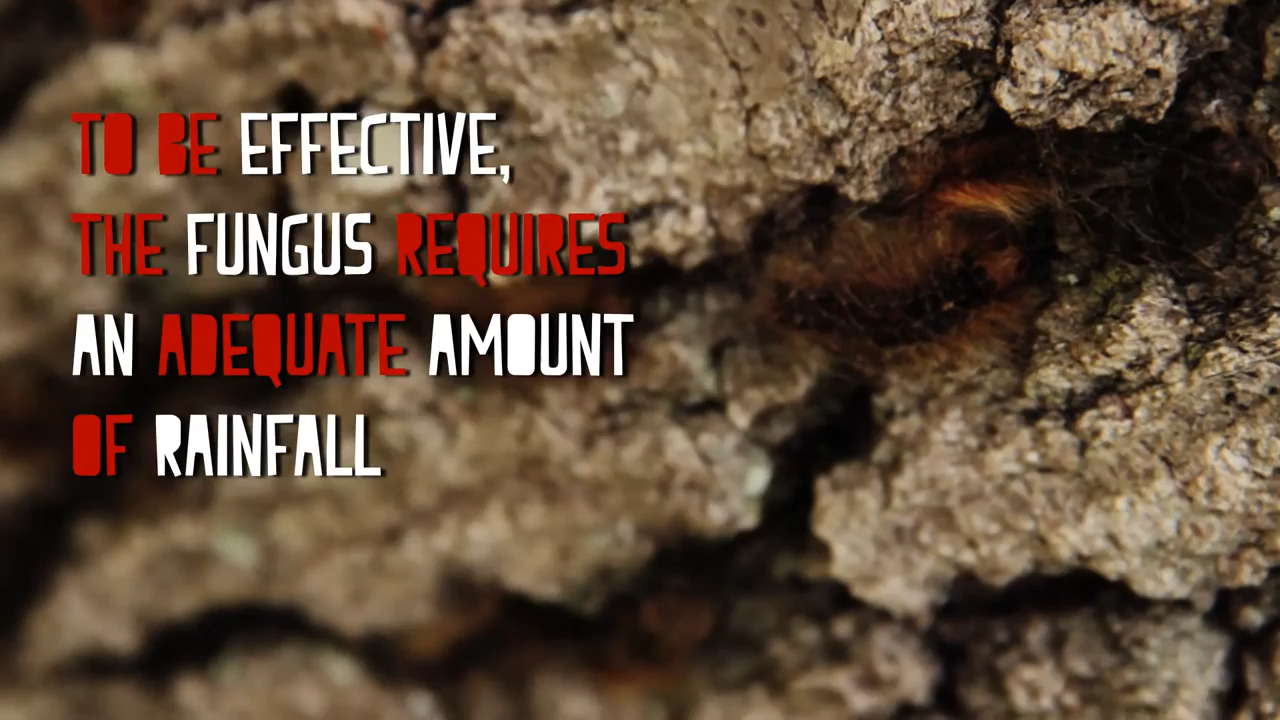 TO BE EFFECTIVE,
THE FUNGUS REQUIRES
AN ADEQUATE AMOUNT
OF RAINFALL